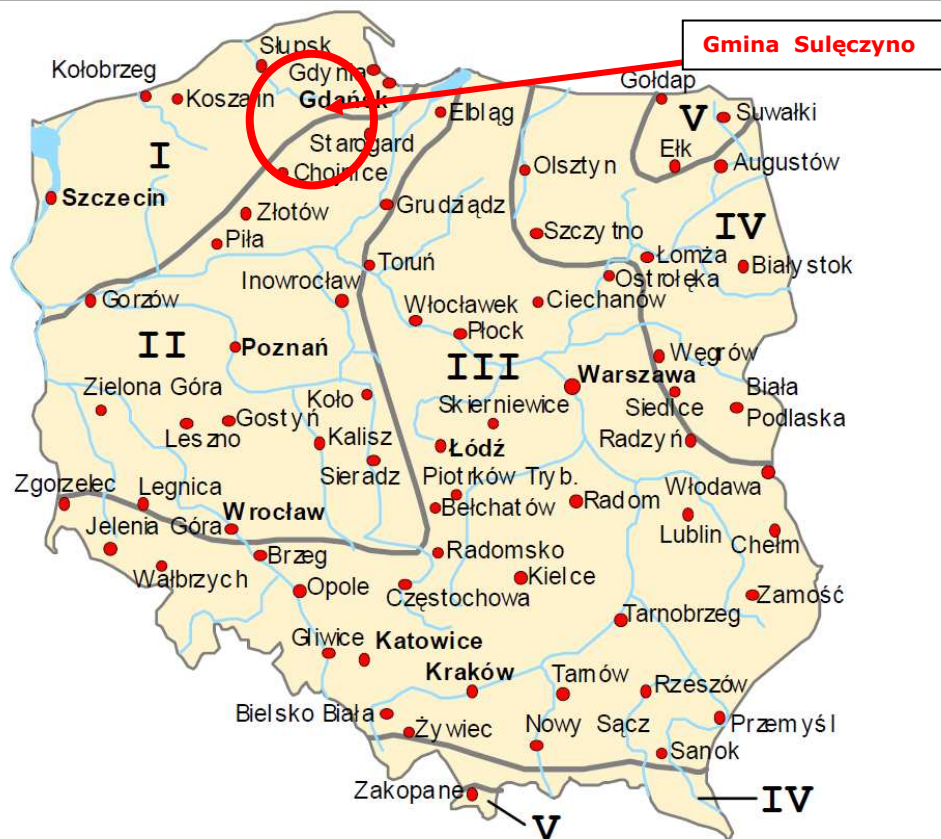 Gmina Sulęczyno
Słupsk
Gdynia
Kołobrzeg
Koszalin
Gdańsk
Gołdap
Elbląg
V
Suwałki
I
Starogard
Ełk
Chojnice
Olsztyn
Augustów
Szczecin
Złotów
Grudziądz
Szczytno
IV
Piła
Łomża
Toruń
Białystok
Inowrocław
Ostrołęka
Gorzów
Włocławek
Ciechanów
Płock
II
Poznań
Węgrów
III
Warszawa
Zielona Góra
Koło
Skierniewice
Siedlce
Biała
Podlaska
Gostyń
Leszno
Kalisz
Łódź
Radzyń
Sieradz
Piotrków Tryb.
Zgorzelec
Legnica
Włodawa
Wrocław
Bełchatów
Radom
Jelenia Góra
Lublin
Chełm
Brzeg
Radomsko
Wałbrzych
Opole
Kielce
Częstochowa
Zamość
Tarnobrzeg
Gliwice
Katowice
Kraków
Tarnów
Rzeszów
Bielsko Biała
Żywiec
Nowy Sącz
Przemyśl
Sanok
Zakopane
V
IV